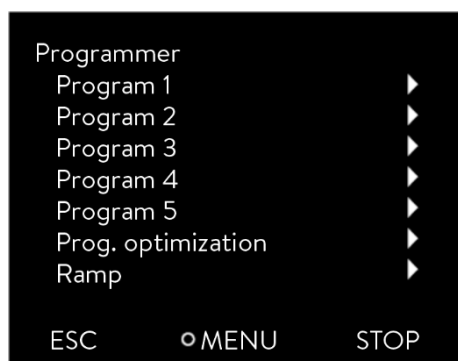 Programmer
Program 1
Program 2
Program 3
Program 4
Program 5
Prog. optimization
Ramp
ESC MENU STOP